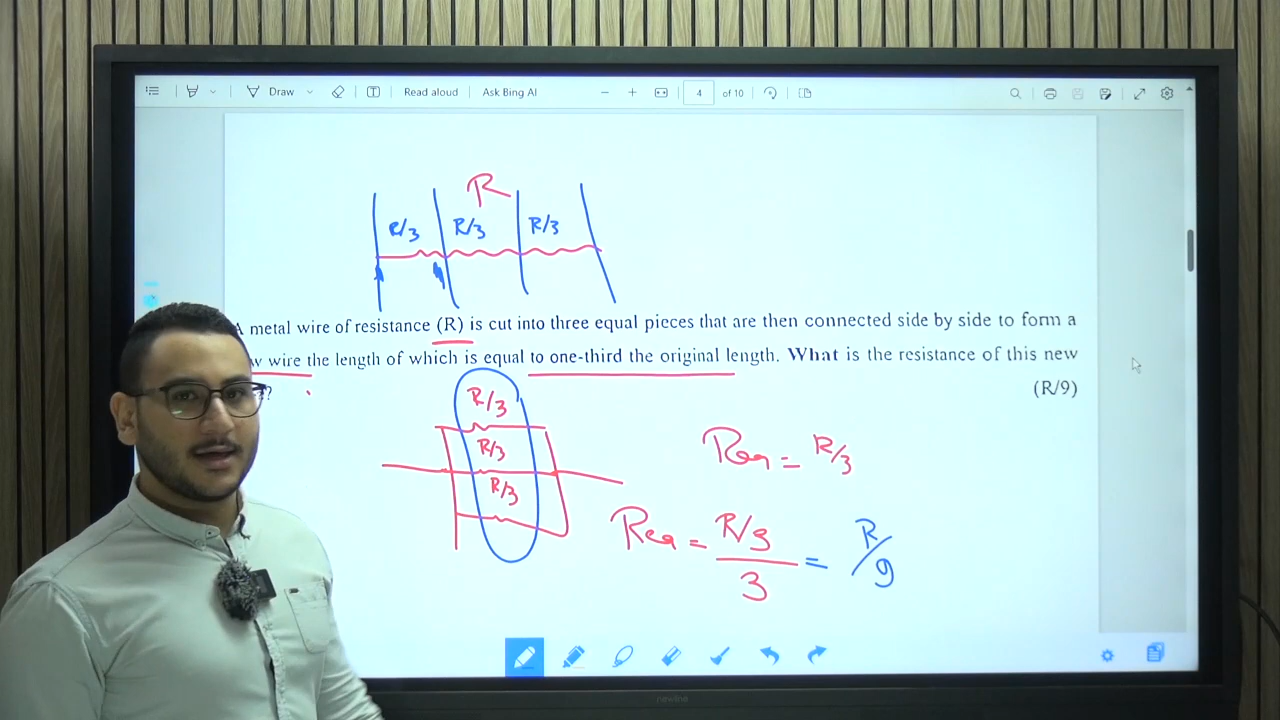 Draw
Read aloud
Ask Bing AI
4 of 10
R
R/3 R/3 R/3
A metal wire of resistance (R) is cut into three equal pieces that are then connected side by side to form a
wire the length of which is equal to one-third the original length. What is the resistance of this new
? (R/9)
R/3
R/3
R/3
Req = R/3
Req = R/3 / 3 = R/9
newline